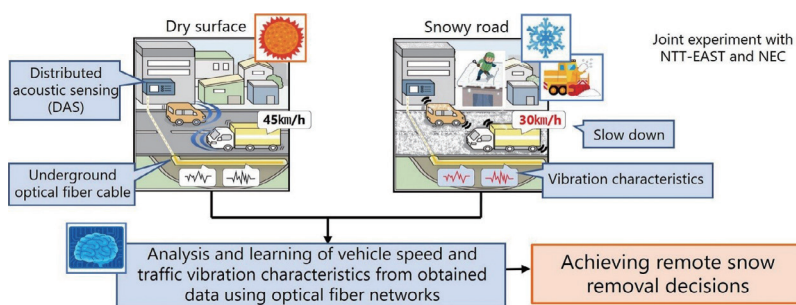 Dry surface
Snowy road
Joint experiment with
NTT-EAST and NEC
Distributed
acoustic sensing
(DAS)
45km/h
30km/h
Slow down
Underground
optical fiber cable
Vibration characteristics
Analysis and learning of vehicle speed and
traffic vibration characteristics from obtained
data using optical fiber networks
Achieving remote snow
removal decisions